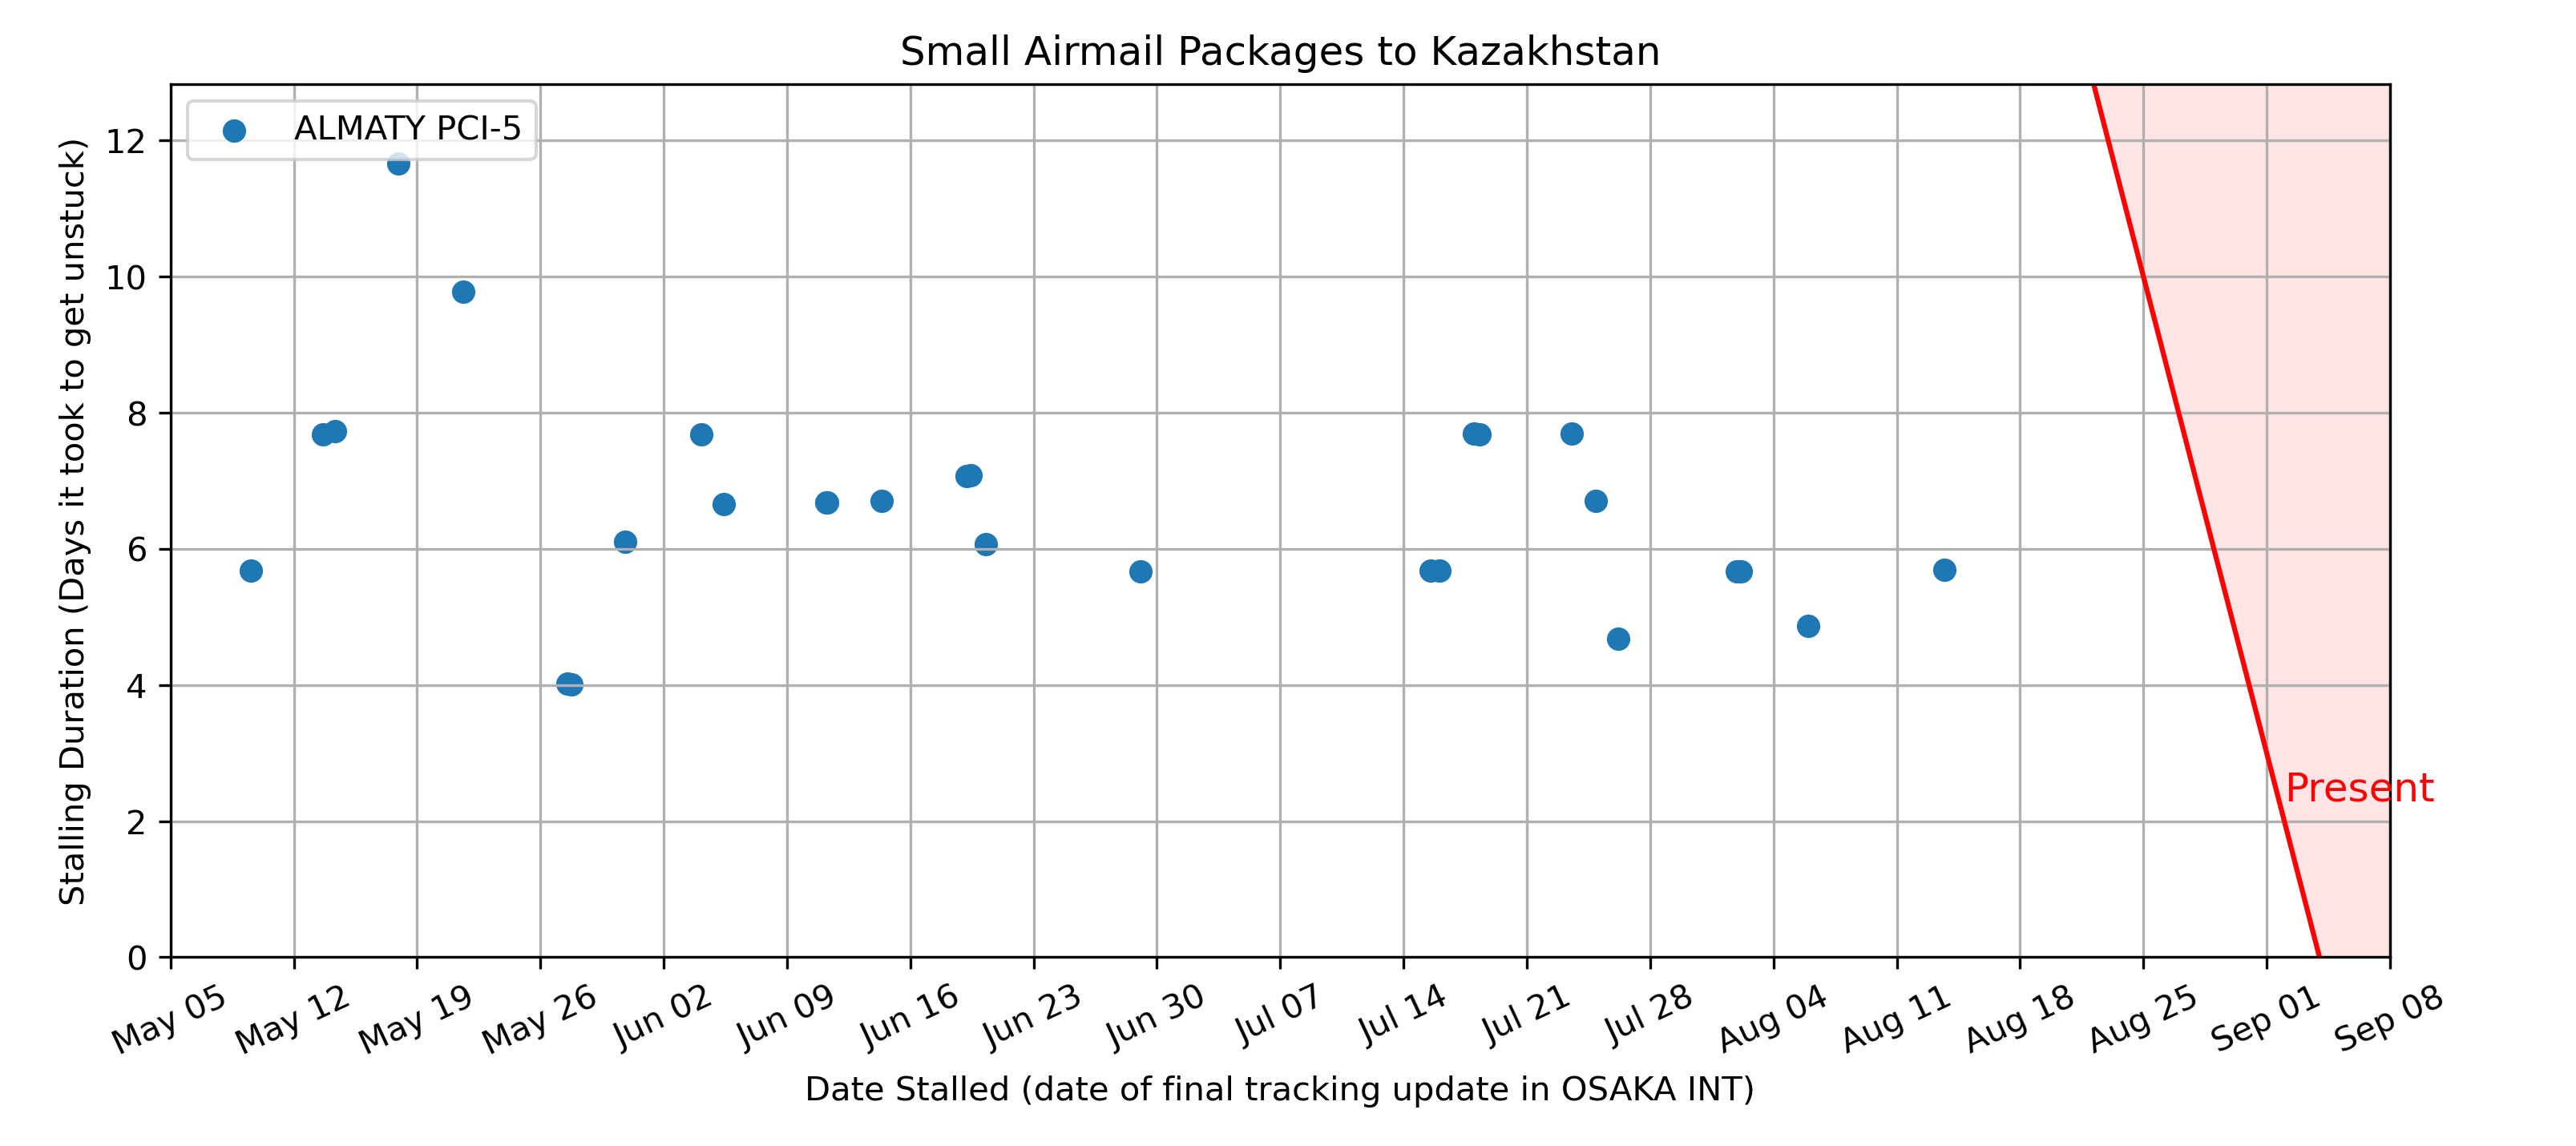 Small Airmail Packages to Kazakhstan
ALMATY PCI-5
Stalling Duration (Days it took to get unstuck)
12
10
8
6
4
2
0
Present
May 05
May 12
May 19
May 26
Jun 02
Jun 09
Jun 16
Jun 23
Jun 30
Jul 07
Jul 14
Jul 21
Jul 28
Aug 04
Aug 11
Aug 18
Aug 25
Sep 01
Sep 08
Date Stalled (date of final tracking update in OSAKA INT)